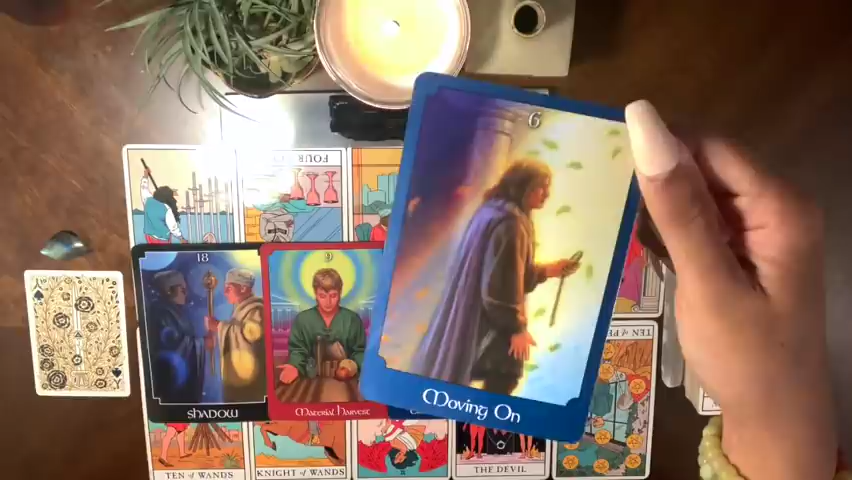 6
Moving On
FOUR
18
9
SHADOW
Material Harvest
TEN OF
TEN OF WANDS
KNIGHT OF WANDS
THE DEVIL
A